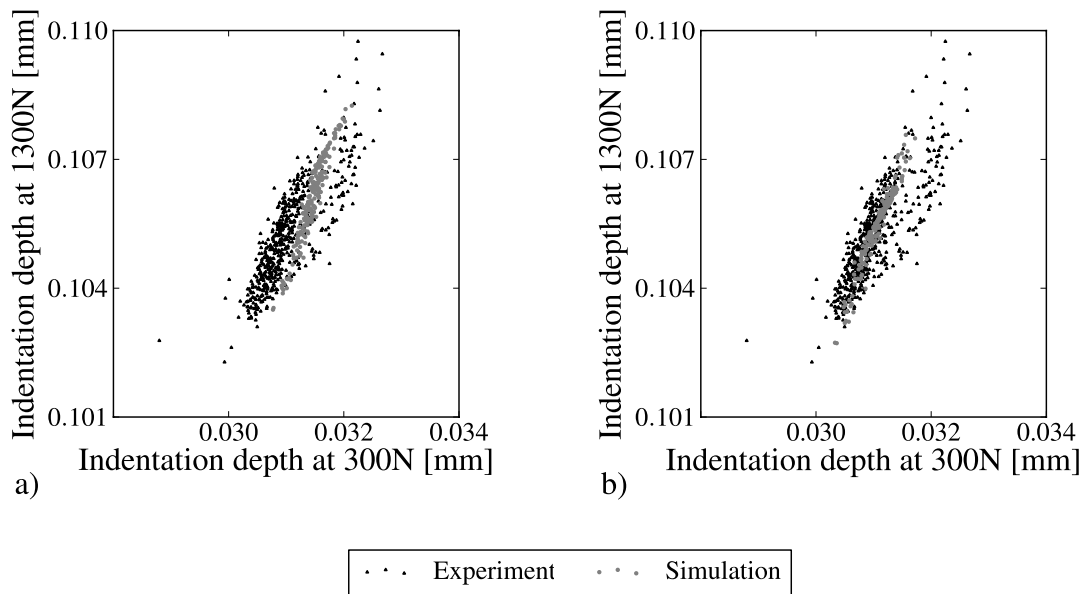 Indentation depth at 1300N [mm]
0.110
0.107
0.104
0.101
0.030 0.032 0.034
Indentation depth at 300N [mm]
a)
Indentation depth at 1300N [mm]
0.110
0.107
0.104
0.101
0.030 0.032 0.034
Indentation depth at 300N [mm]
b)
Experiment Simulation